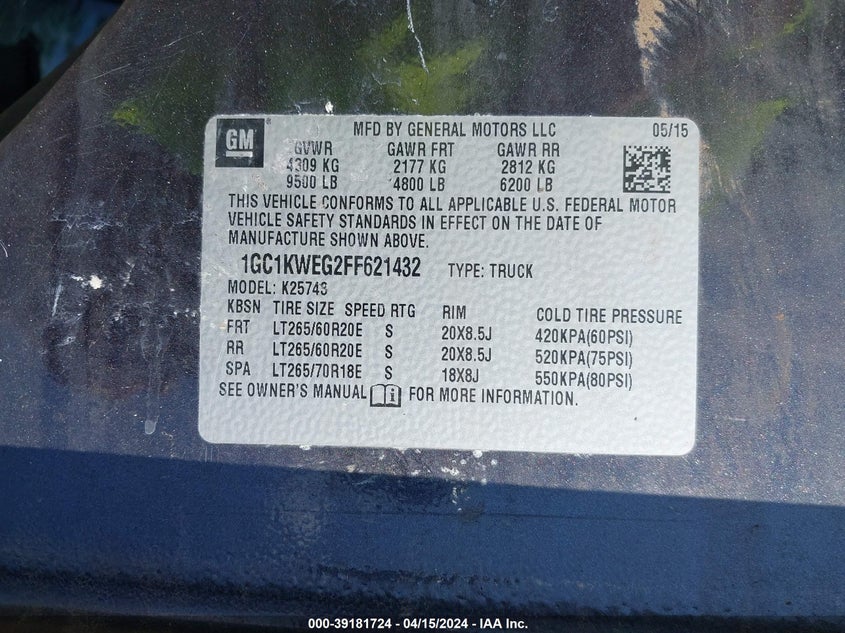 GM ® MFD BY GENERAL MOTORS LLC 05/15
GVWR GAWR FRT GAWR RR
4309 KG 2177 KG 2812 KG
9500 LB 4800 LB 6200 LB
THIS VEHICLE CONFORMS TO ALL APPLICABLE U.S. FEDERAL MOTOR
VEHICLE SAFETY STANDARDS IN EFFECT ON THE DATE OF
MANUFACTURE SHOWN ABOVE.
1GC1KWEG2FF621432 TYPE: TRUCK
MODEL: K25743
KBSN TIRE SIZE SPEED RTG RIM COLD TIRE PRESSURE
FRT LT265/60R20E S 20X8.5J 420KPA(60PSI)
RR LT265/60R20E S 20X8.5J 520KPA(75PSI)
SPA LT265/70R18E S 18X8J 550KPA(80PSI)
SEE OWNER'S MANUAL i FOR MORE INFORMATION.
000-39181724 - 04/15/2024 - IAA Inc.